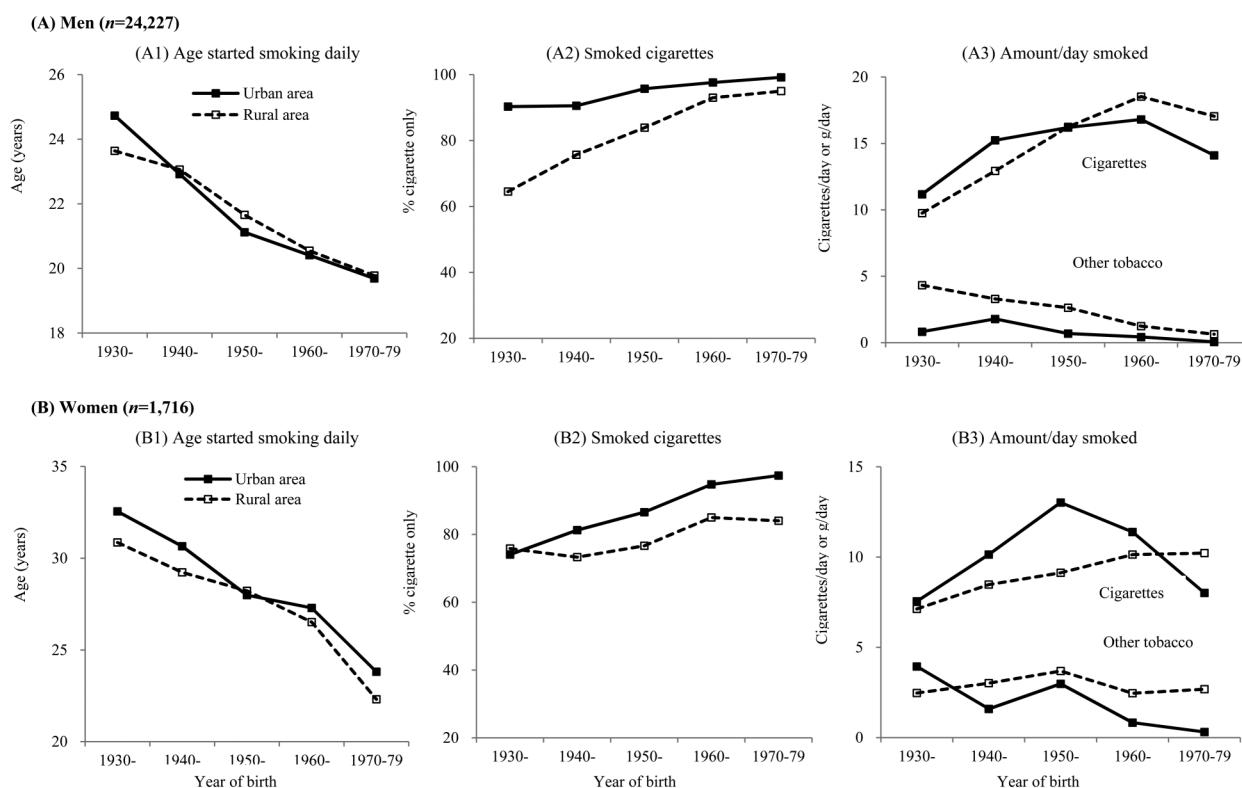 (A) Men (n=24,227)
(A1) Age started smoking daily
26
24
22
20
18
Age (years)
Urban area
Rural area
1930- 1940- 1950- 1960- 1970-79
(A2) Smoked cigarettes
100
80
60
40
20
% cigarette only
1930- 1940- 1950- 1960- 1970-79
(A3) Amount/day smoked
20
15
10
5
0
Cigarettes/day or g/day
Cigarettes
Other tobacco
1930- 1940- 1950- 1960- 1970-79
(B) Women (n=1,716)
(B1) Age started smoking daily
35
30
25
20
Age (years)
Urban area
Rural area
1930- 1940- 1950- 1960- 1970-79
Year of birth
(B2) Smoked cigarettes
100
80
60
40
20
% cigarette only
1930- 1940- 1950- 1960- 1970-79
Year of birth
(B3) Amount/day smoked
15
10
5
0
Cigarettes/day or g/day
Cigarettes
Other tobacco
1930- 1940- 1950- 1960- 1970-79
Year of birth